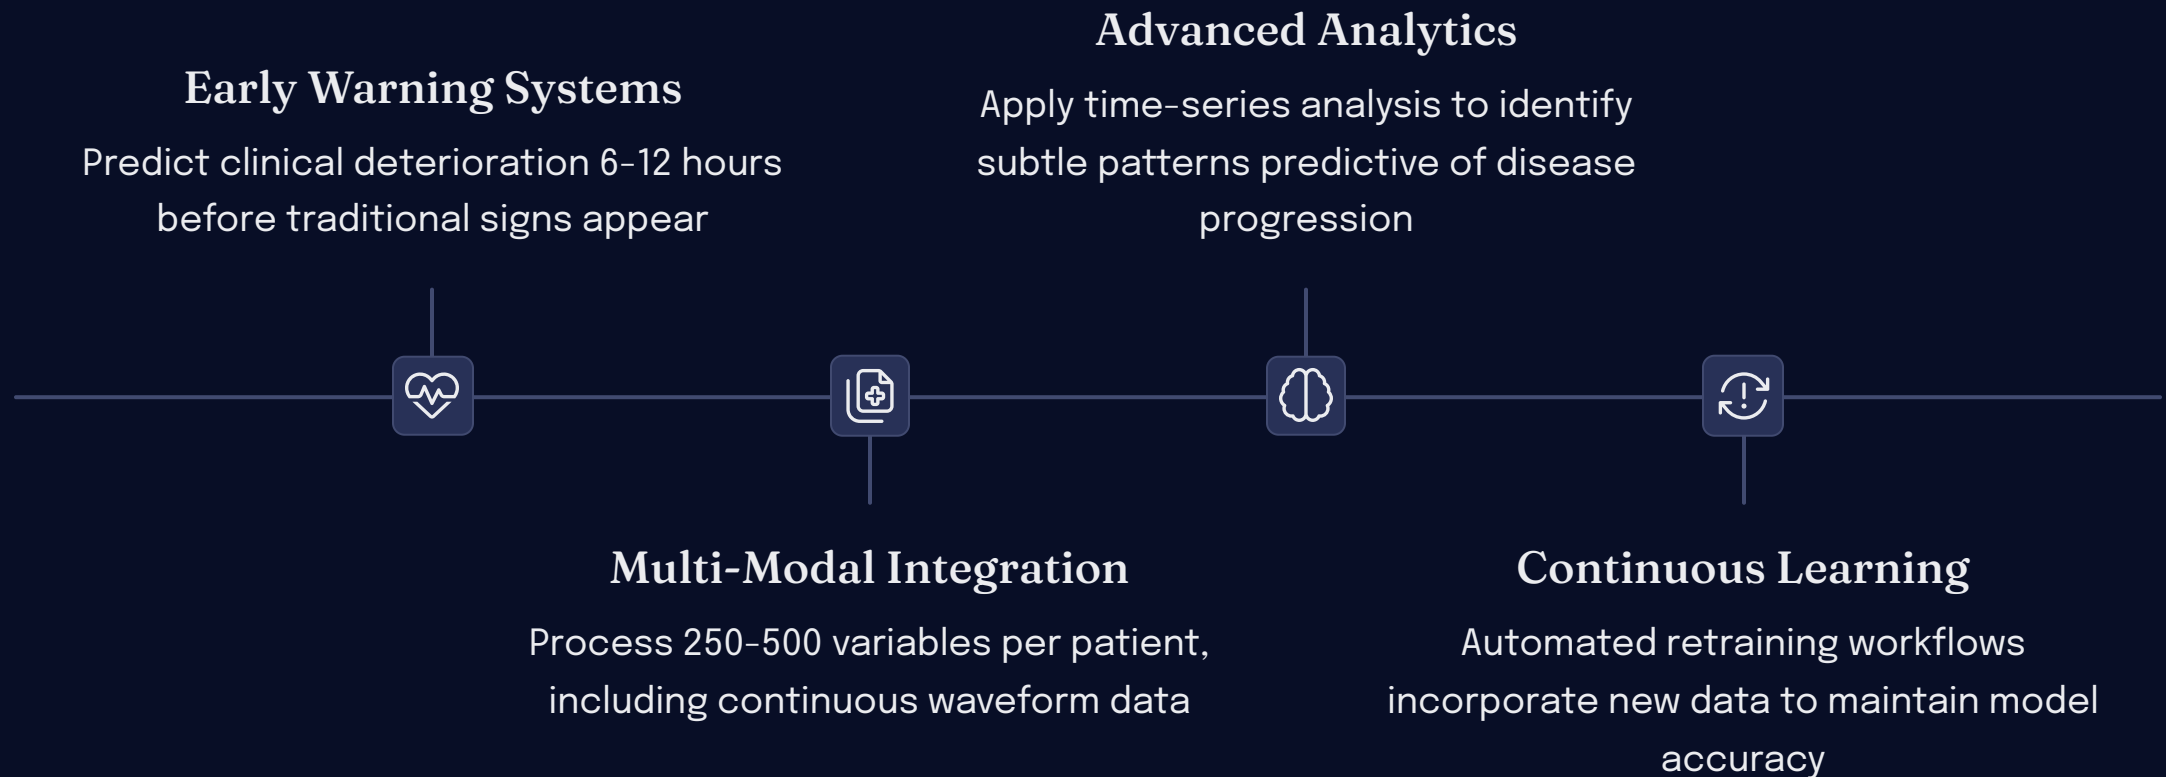 Early Warning Systems
Predict clinical deterioration 6-12 hours
before traditional signs appear
Multi-Modal Integration
Process 250-500 variables per patient,
including continuous waveform data
Advanced Analytics
Apply time-series analysis to identify
subtle patterns predictive of disease
progression
Continuous Learning
Automated retraining workflows
incorporate new data to maintain model
accuracy